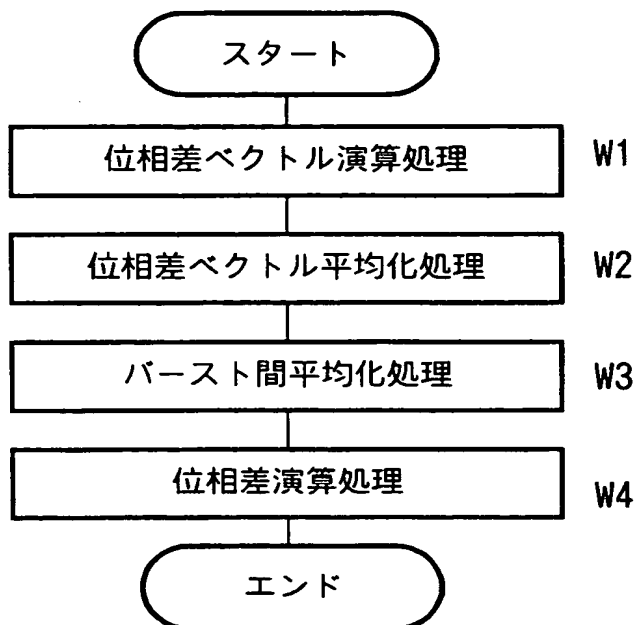 スタート
位相差ベクトル演算処理 W1
位相差ベクトル平均化処理 W2
バースト間平均化処理 W3
位相差演算処理 W4
エンド